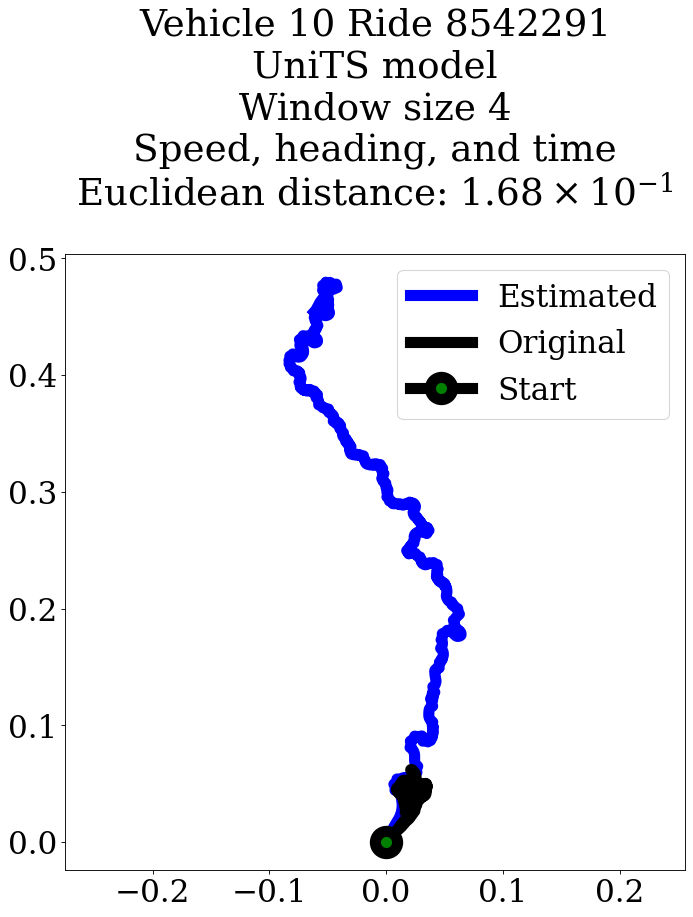 Vehicle 10 Ride 8542291
UniTS model
Window size 4
Speed, heading, and time
Euclidean distance: 1.68 × 10⁻¹
Estimated
Original
Start
0.5
0.4
0.3
0.2
0.1
0.0
−0.2 −0.1 0.0 0.1 0.2